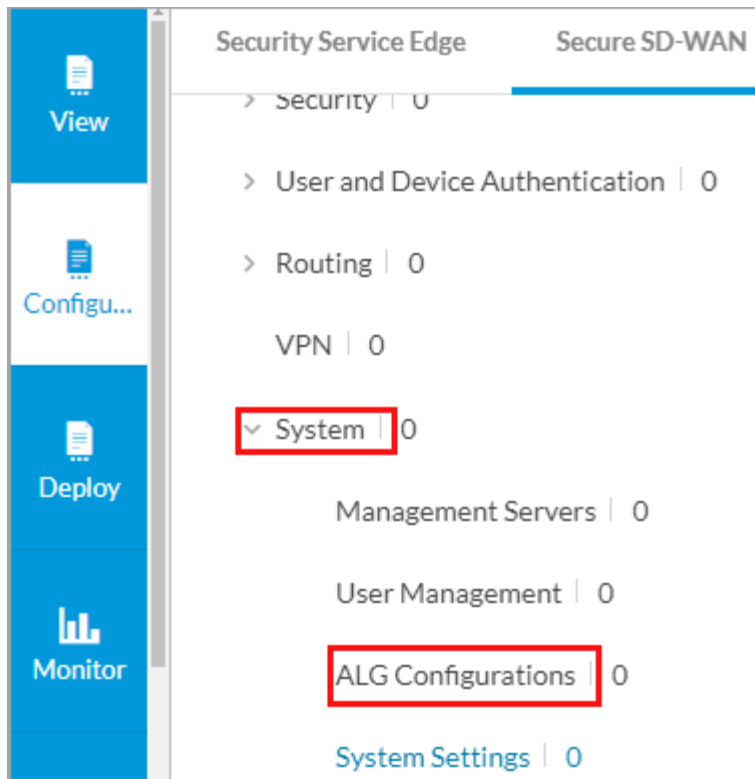 Security Service Edge Secure SD-WAN
View
Security 0
User and Device Authentication 0
Routing 0
Configu...
VPN 0
System 0
Deploy
Management Servers 0
User Management 0
Monitor
ALG Configurations 0
System Settings 0